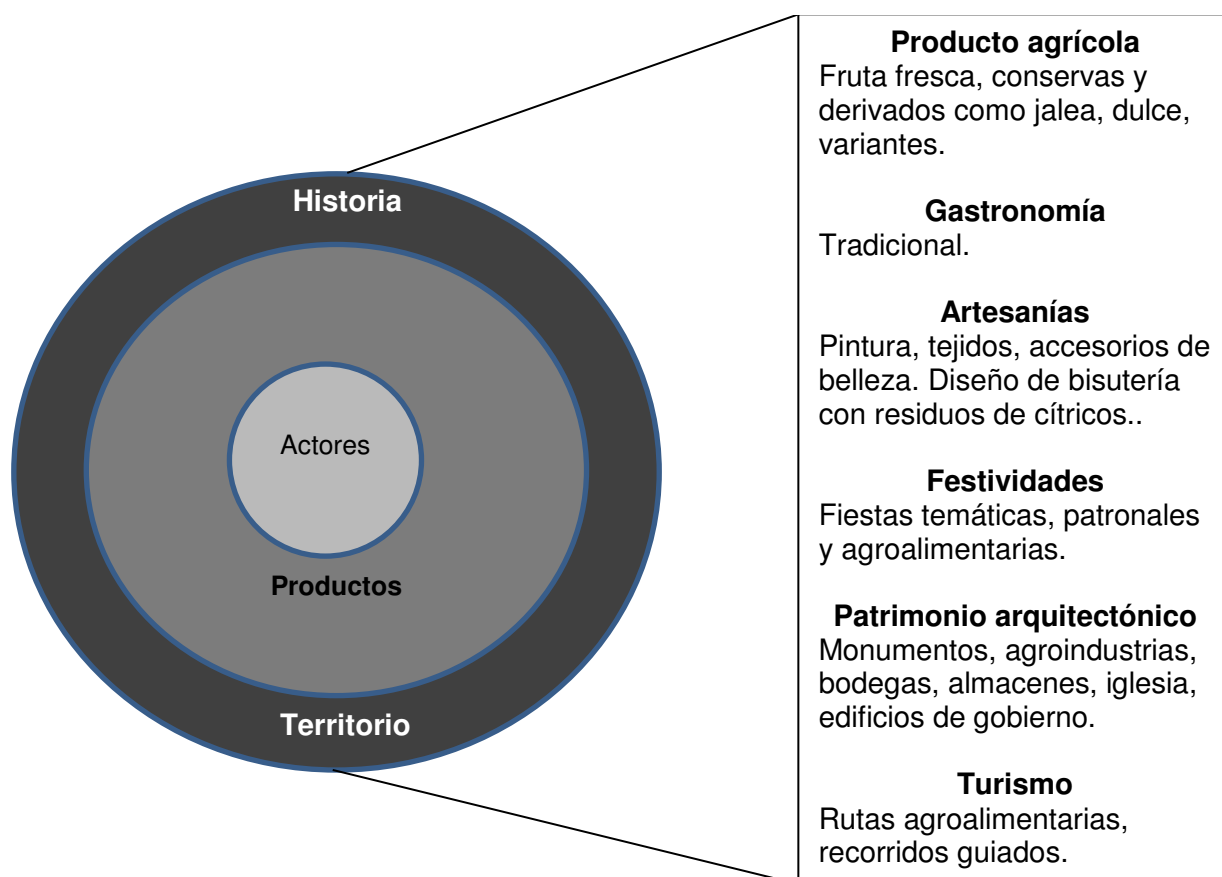 Historia
Actores
Productos
Territorio
Producto agrícola
Fruta fresca, conservas y
derivados como jalea, dulce,
variantes.
Gastronomía
Tradicional.
Artesanías
Pintura, tejidos, accesorios de
belleza. Diseño de bisutería
con residuos de cítricos..
Festividades
Fiestas temáticas, patronales
y agroalimentarias.
Patrimonio arquitectónico
Monumentos, agroindustrias,
bodegas, almacenes, iglesia,
edificios de gobierno.
Turismo
Rutas agroalimentarias,
recorridos guiados.